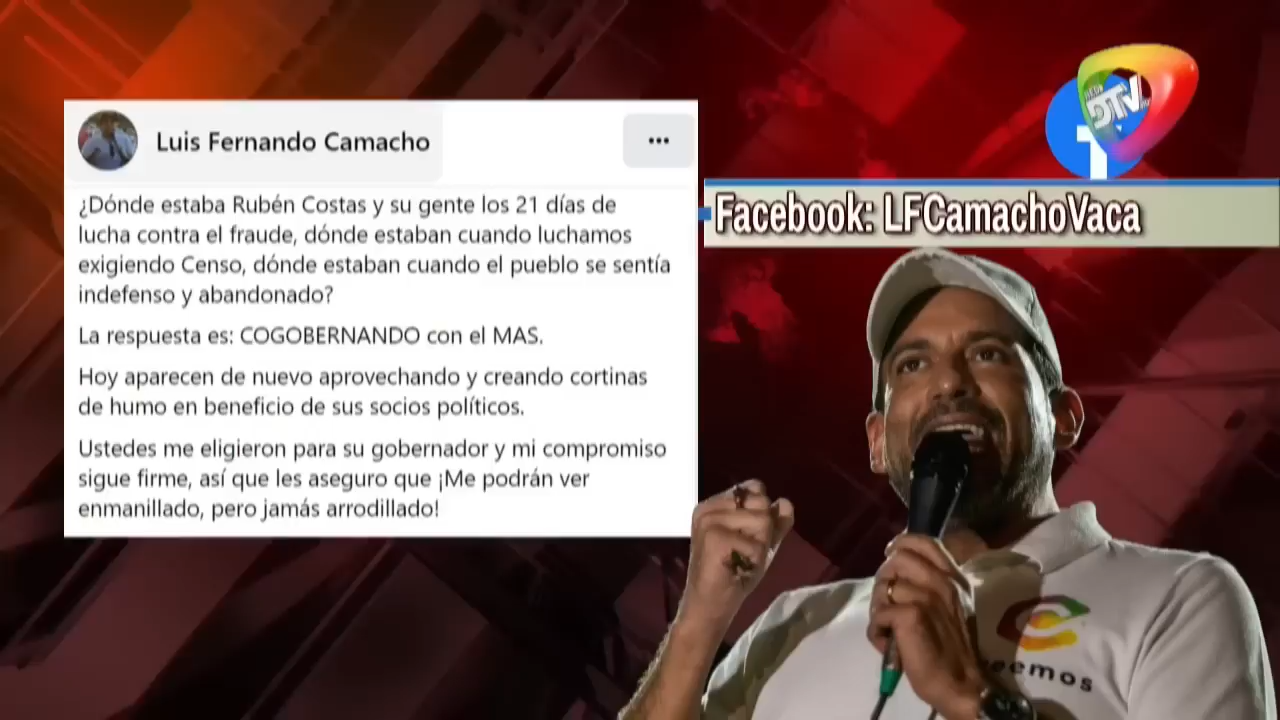 Luis Fernando Camacho
¿Dónde estaba Rubén Costas y su gente los 21 días de
lucha contra el fraude, dónde estaban cuando luchamos
exigiendo Censo, dónde estaban cuando el pueblo se sentía
indefenso y abandonado?
La respuesta es: COGOBERNANDO con el MAS.
Hoy aparecen de nuevo aprovechando y creando cortinas
de humo en beneficio de sus socios políticos.
Ustedes me eligieron para su gobernador y mi compromiso
sigue firme, así que les aseguro que ¡Me podrán ver
enmanillado, pero jamás arrodillado!
DTV
Facebook: LFCamachoVaca